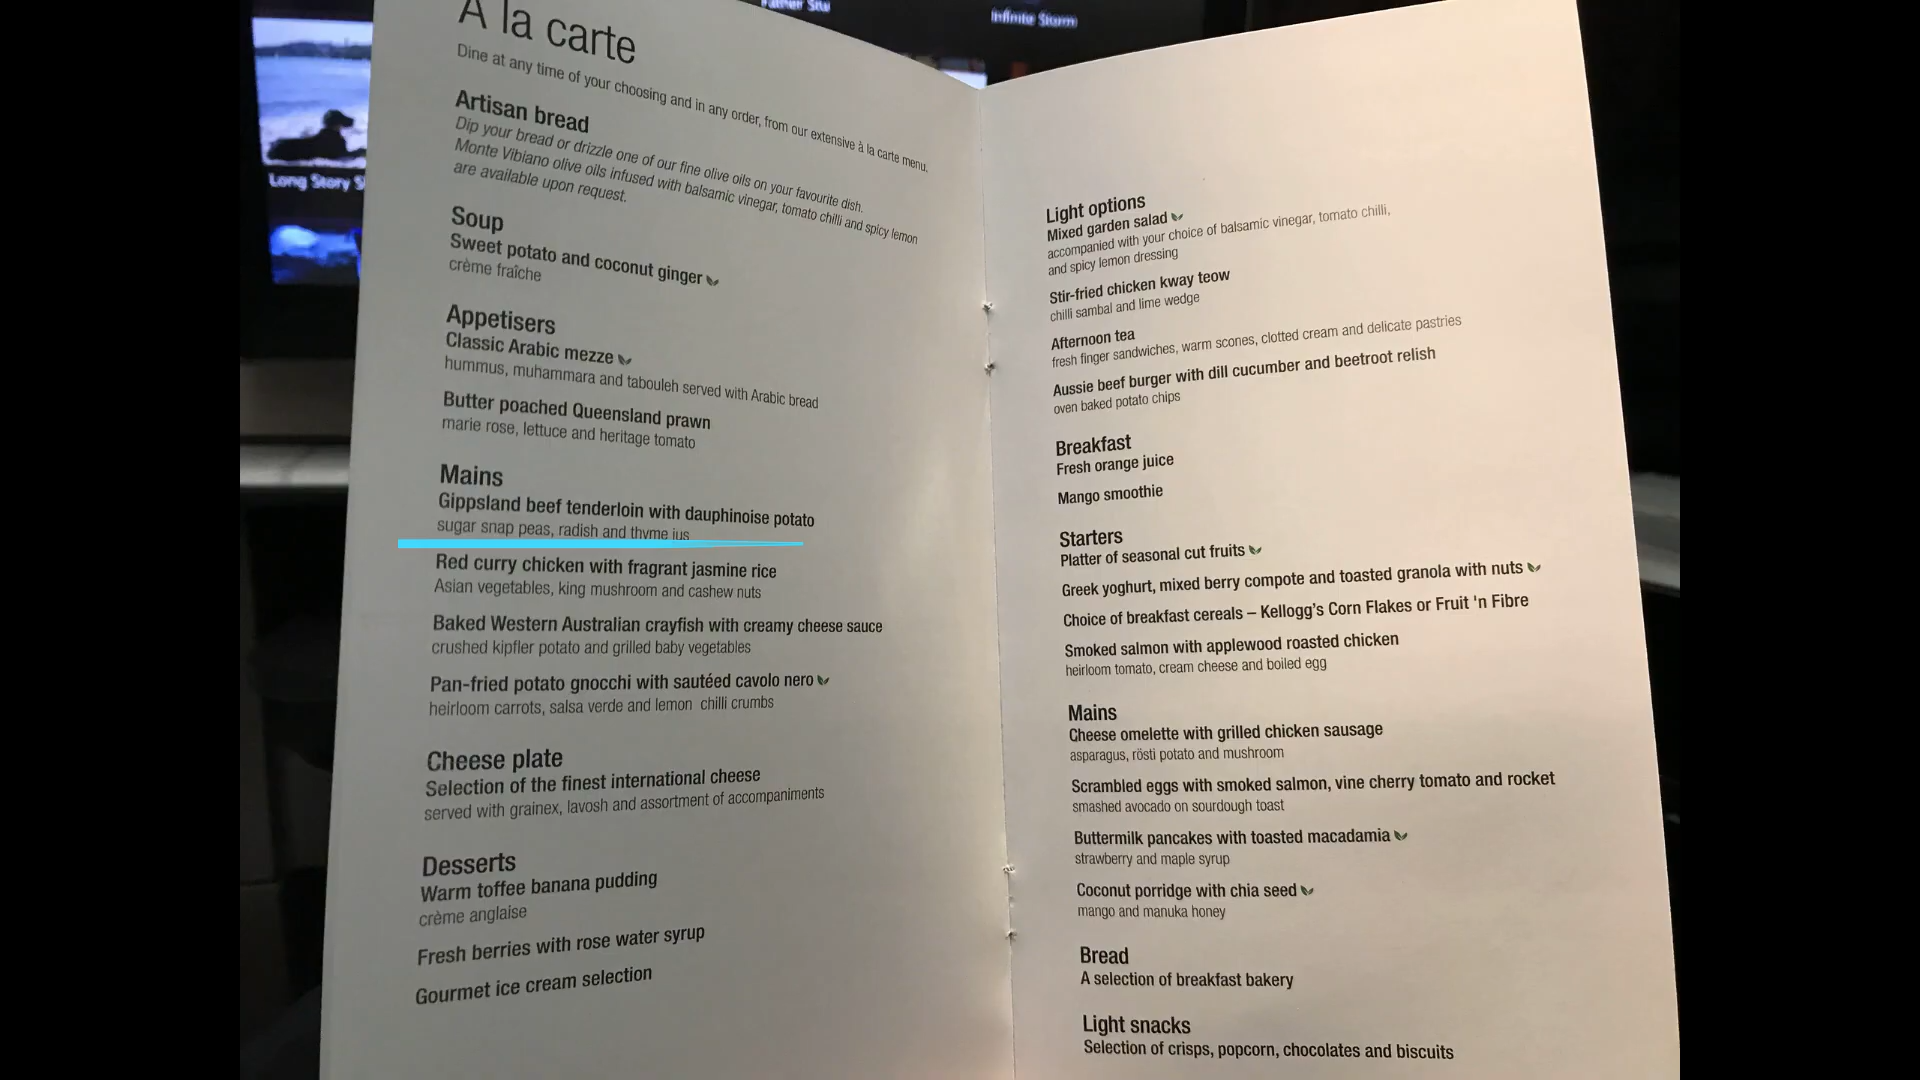 À la carte
Dine at any time of your choosing and in any order, from our extensive à la carte menu.
Artisan bread
Dip your bread or drizzle one of our fine olive oils on your favourite dish.
Monte Vibiano olive oils infused with balsamic vinegar, tomato chilli and spicy lemon
are available upon request.
Soup
Sweet potato and coconut ginger
crème fraîche
Appetisers
Classic Arabic mezze
hummus, muhammara and tabouleh served with Arabic bread
Butter poached Queensland prawn
marie rose, lettuce and heritage tomato
Mains
Gippsland beef tenderloin with dauphinoise potato
sugar snap peas, radish and thyme jus
Red curry chicken with fragrant jasmine rice
Asian vegetables, king mushroom and cashew nuts
Baked Western Australian crayfish with creamy cheese sauce
crushed kipfler potato and grilled baby vegetables
Pan-fried potato gnocchi with sautéed cavolo nero
heirloom carrots, salsa verde and lemon chilli crumbs
Cheese plate
Selection of the finest international cheese
served with grainex, lavosh and assortment of accompaniments
Desserts
Warm toffee banana pudding
crème anglaise
Fresh berries with rose water syrup
Gourmet ice cream selection
Light options
Mixed garden salad
accompanied with your choice of balsamic vinegar, tomato chilli,
and spicy lemon dressing
Stir-fried chicken kway teow
chilli sambal and lime wedge
Afternoon tea
fresh finger sandwiches, warm scones, clotted cream and delicate pastries
Aussie beef burger with dill cucumber and beetroot relish
oven baked potato chips
Breakfast
Fresh orange juice
Mango smoothie
Starters
Platter of seasonal cut fruits
Greek yoghurt, mixed berry compote and toasted granola with nuts
Choice of breakfast cereals – Kellogg's Corn Flakes or Fruit 'n Fibre
Smoked salmon with applewood roasted chicken
heirloom tomato, cream cheese and boiled egg
Mains
Cheese omelette with grilled chicken sausage
asparagus, rösti potato and mushroom
Scrambled eggs with smoked salmon, vine cherry tomato and rocket
smashed avocado on sourdough toast
Buttermilk pancakes with toasted macadamia
strawberry and maple syrup
Coconut porridge with chia seed
mango and manuka honey
Bread
A selection of breakfast bakery
Light snacks
Selection of crisps, popcorn, chocolates and biscuits
Father Stu
Infinite Storm
Long Story